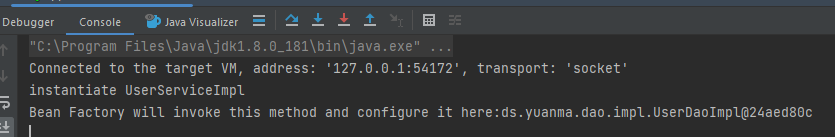 Debugger Console Java Visualizer
"C:\Program Files\Java\jdk1.8.0_181\bin\java.exe" ...
Connected to the target VM, address: '127.0.0.1:54172', transport: 'socket'
instantiate UserServiceImpl
Bean Factory will invoke this method and configure it here:ds.yuanma.dao.impl.UserDaoImpl@24aed80c